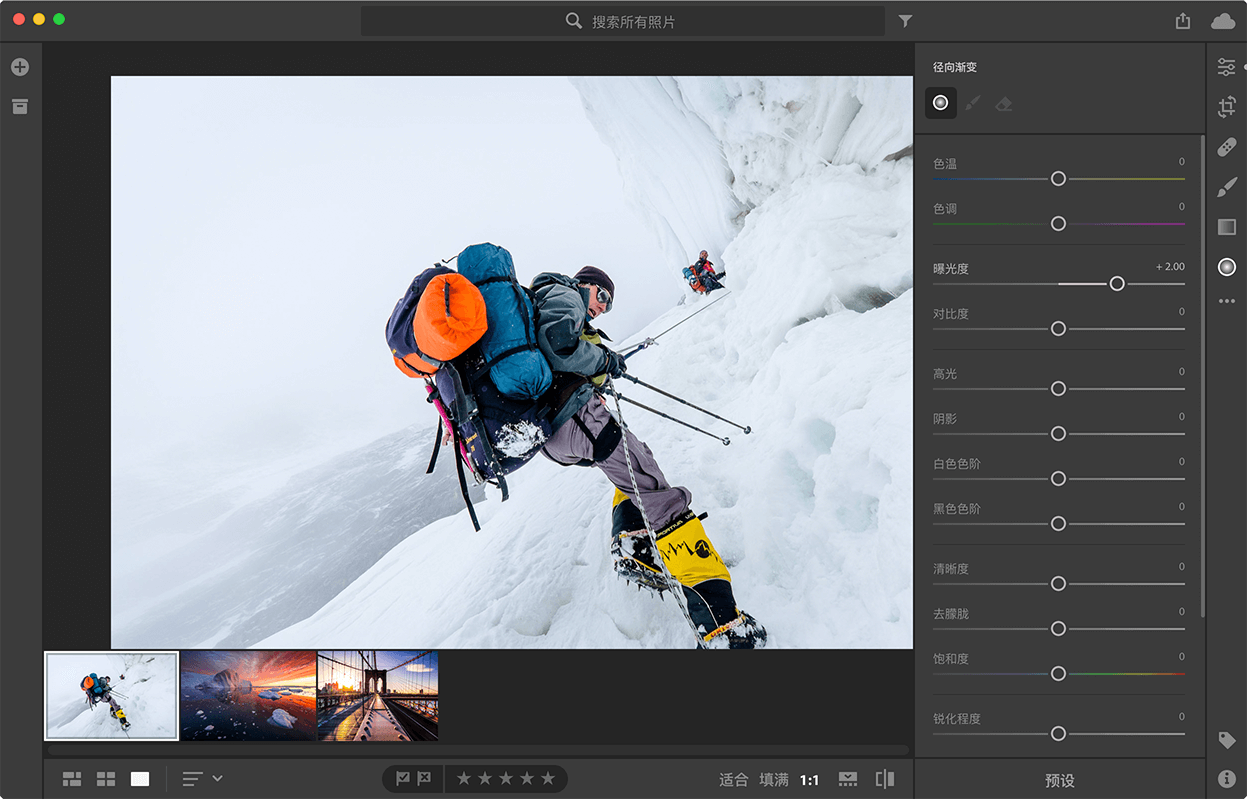 搜索所有照片
径向渐变
色温 0
色调 0
曝光度 + 2.00
对比度 0
高光 0
阴影 0
白色色阶 0
黑色色阶 0
清晰度 0
去朦胧 0
饱和度 0
锐化程度 0
适合 填满 1:1
预设